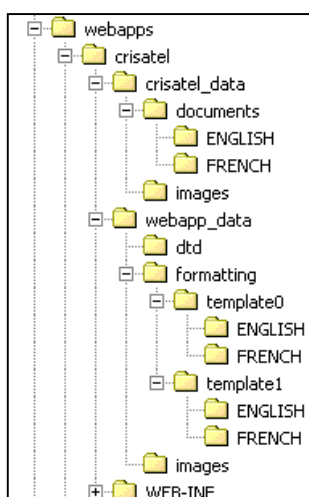 webapps
crisatel
crisatel_data
documents
ENGLISH
FRENCH
images
webapp_data
dtd
formatting
template0
ENGLISH
FRENCH
template1
ENGLISH
FRENCH
images
WEB-INF